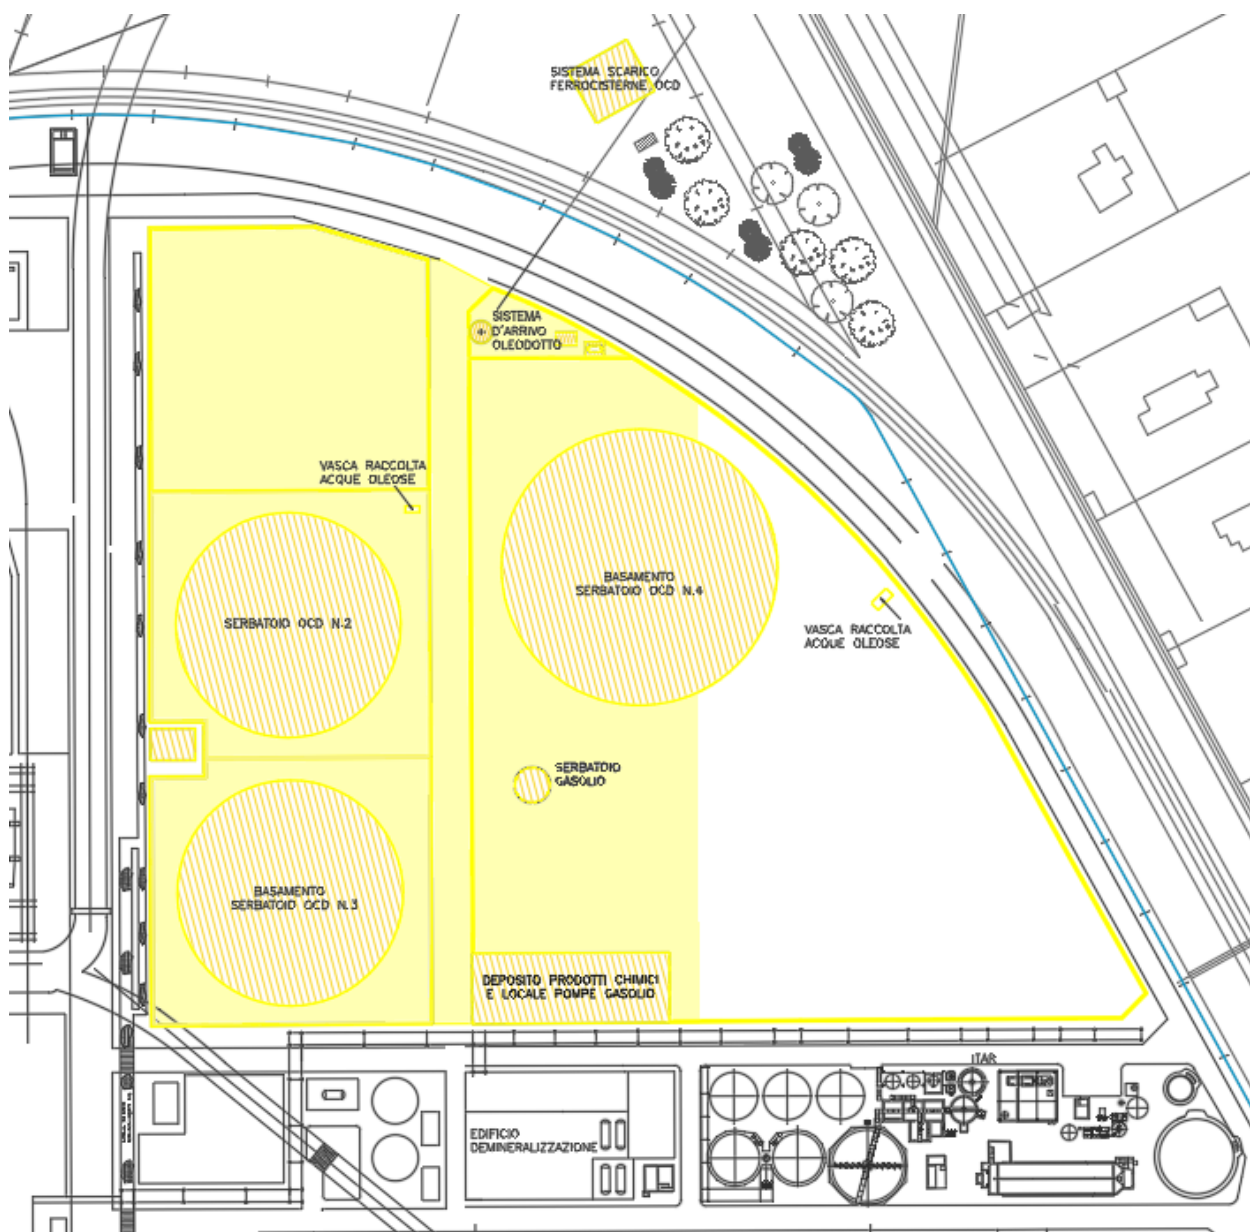 SISTEMA SCARICO
FERROCISTERNE OCD
SISTEMA
D'ARRIVO
OLEODOTTO
VASCA RACCOLTA
ACQUE OLEOSE
BASAMENTO
SERBATOIO OCD N.4
SERBATOIO OCD N.2
VASCA RACCOLTA
ACQUE OLEOSE
SERBATOIO
GASOLIO
BASAMENTO
SERBATOIO OCD N.3
DEPOSITO PRODOTTI CHIMICI
E LOCALE POMPE GASOLIO
ITAR
EDIFICIO
DEMINERALIZZAZIONE